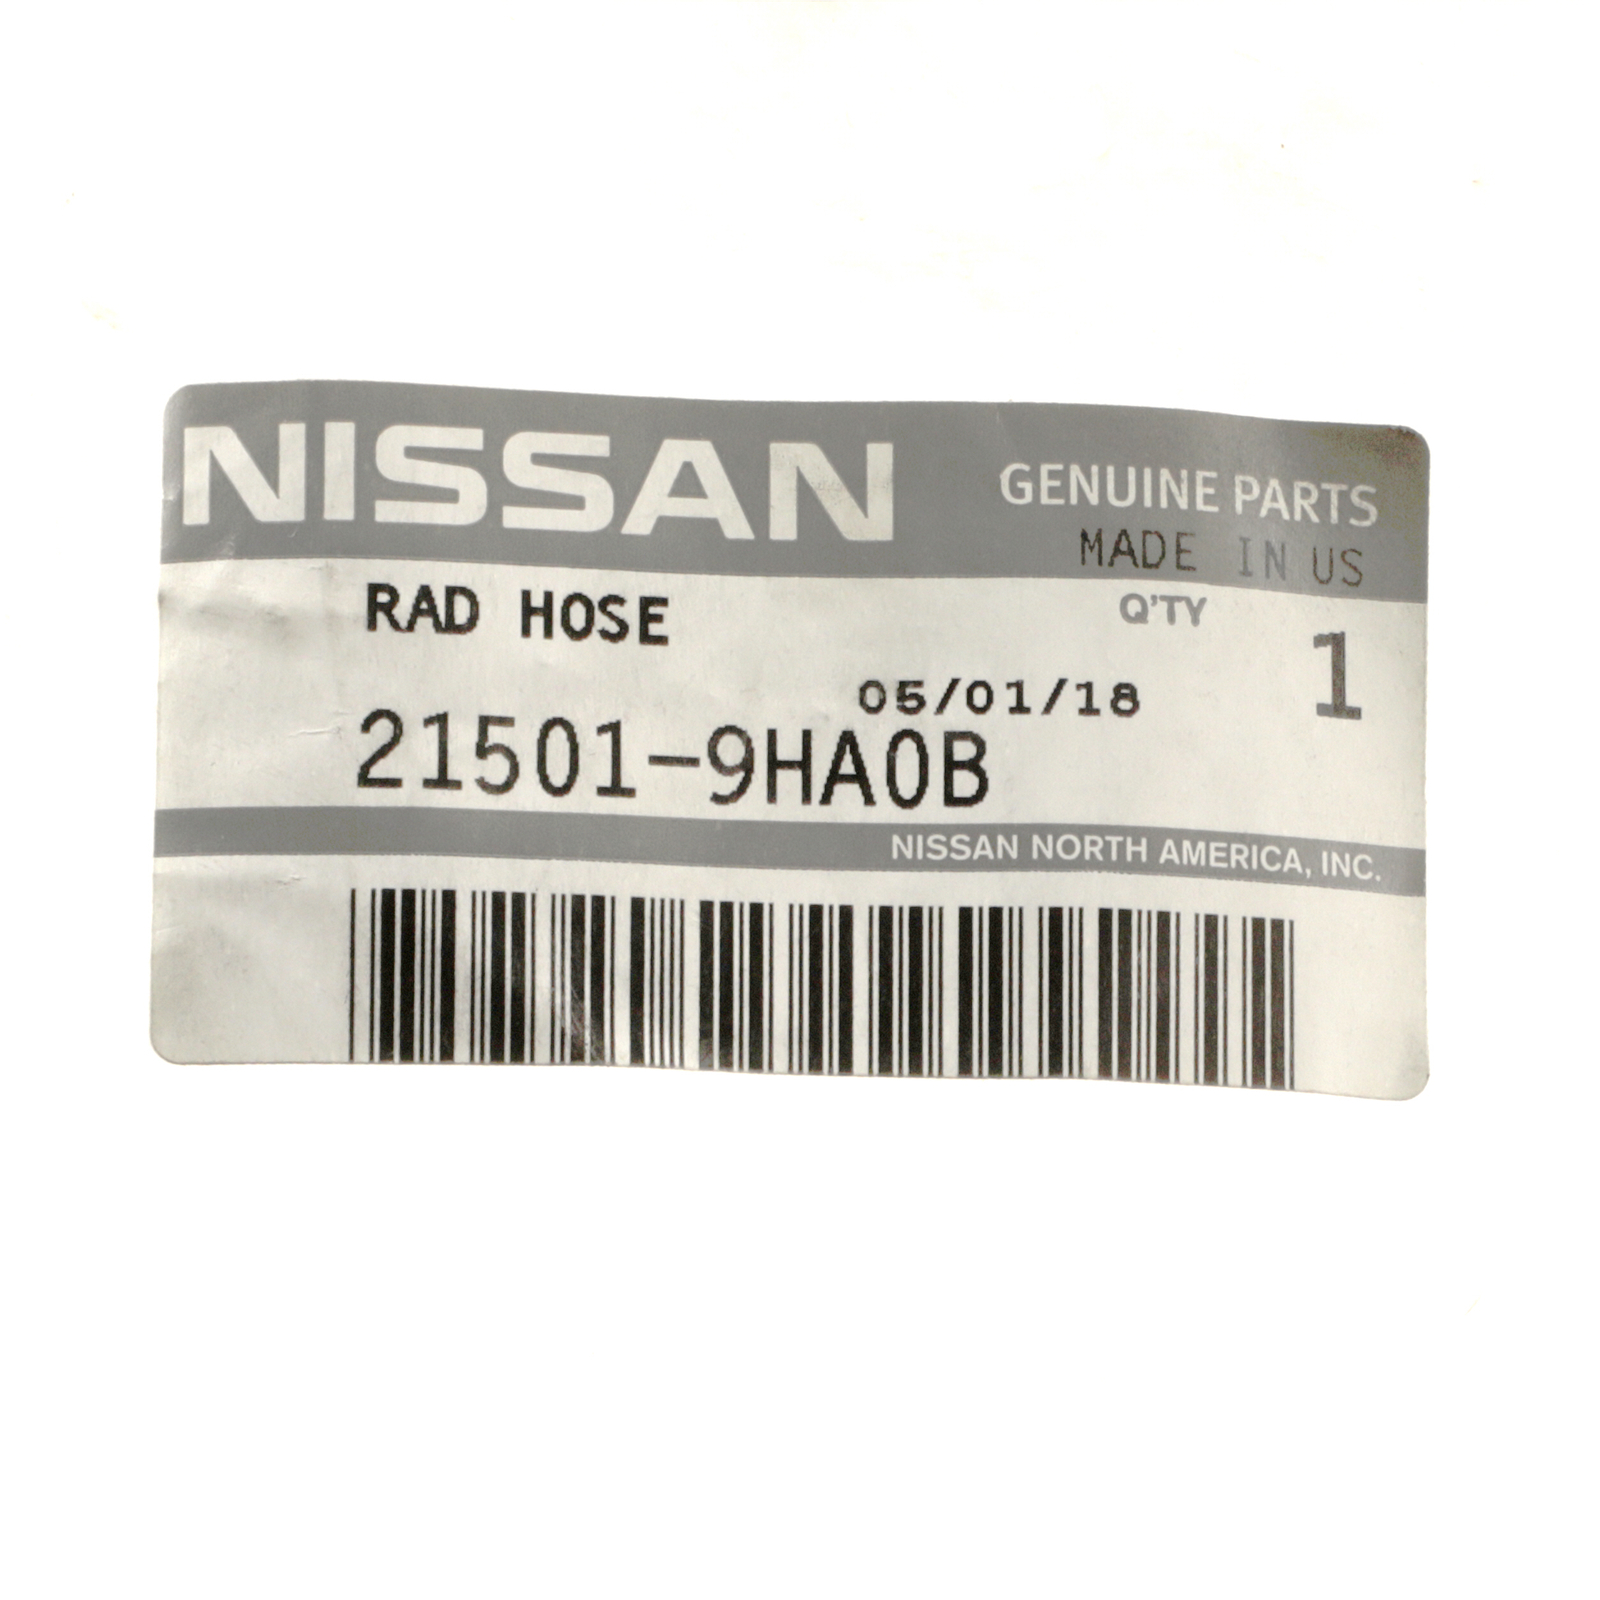 NISSAN GENUINE PARTS
MADE IN US
RAD HOSE Q'TY
1
05/01/18
21501-9HA0B
NISSAN NORTH AMERICA, INC.